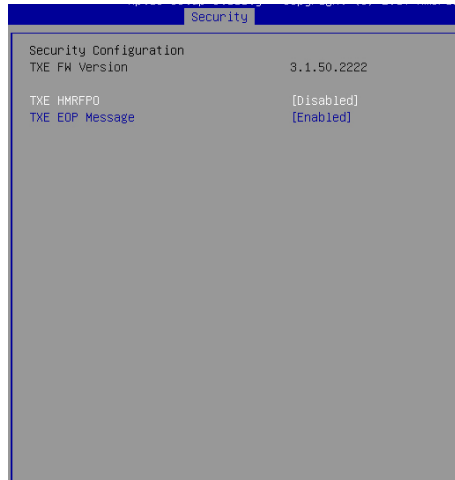 Security
Security Configuration
TXE FW Version 3.1.50.2222
TXE HMRFPO [Disabled]
TXE EOP Message [Enabled]